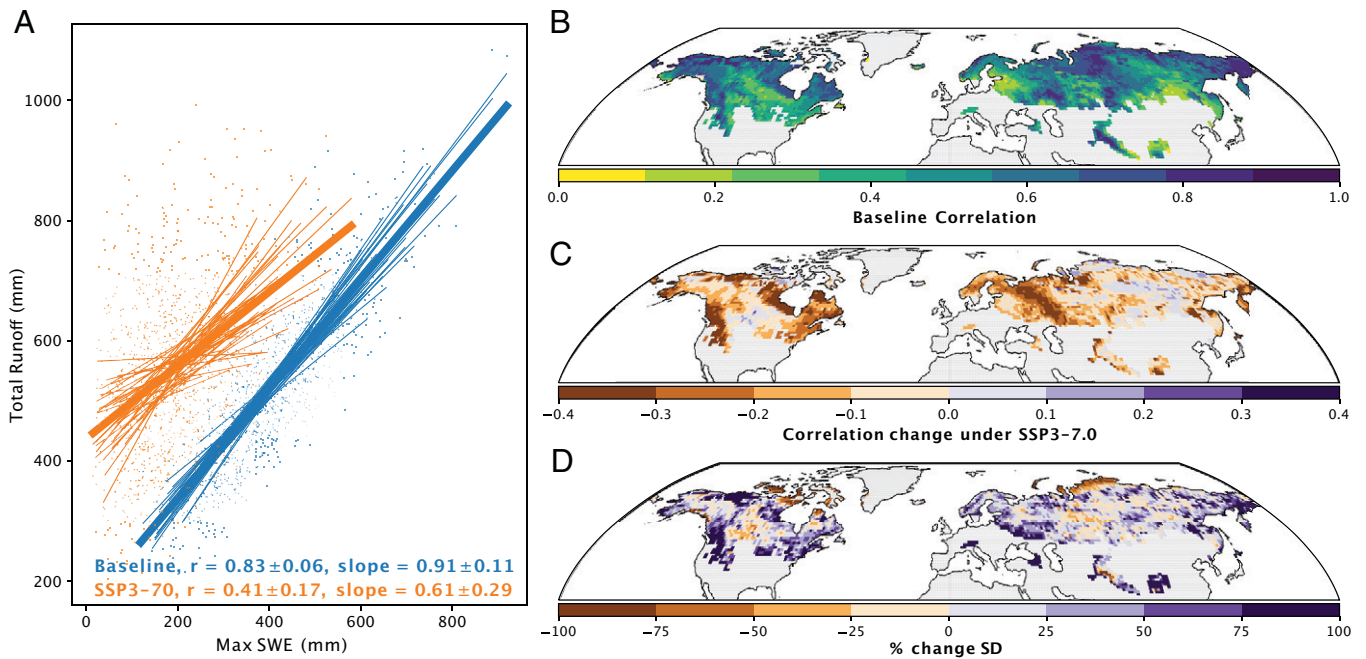 A
1000
800
600
400
200
Total Runoff (mm)
Baseline, r = 0.83±0.06, slope = 0.91±0.11
SSP3-70, r = 0.41±0.17, slope = 0.61±0.29
0 200 400 600 800
Max SWE (mm)
B
0.0 0.2 0.4 0.6 0.8 1.0
Baseline Correlation
C
−0.4 −0.3 −0.2 −0.1 0.0 0.1 0.2 0.3 0.4
Correlation change under SSP3-7.0
D
−100 −75 −50 −25 0 25 50 75 100
% change SD